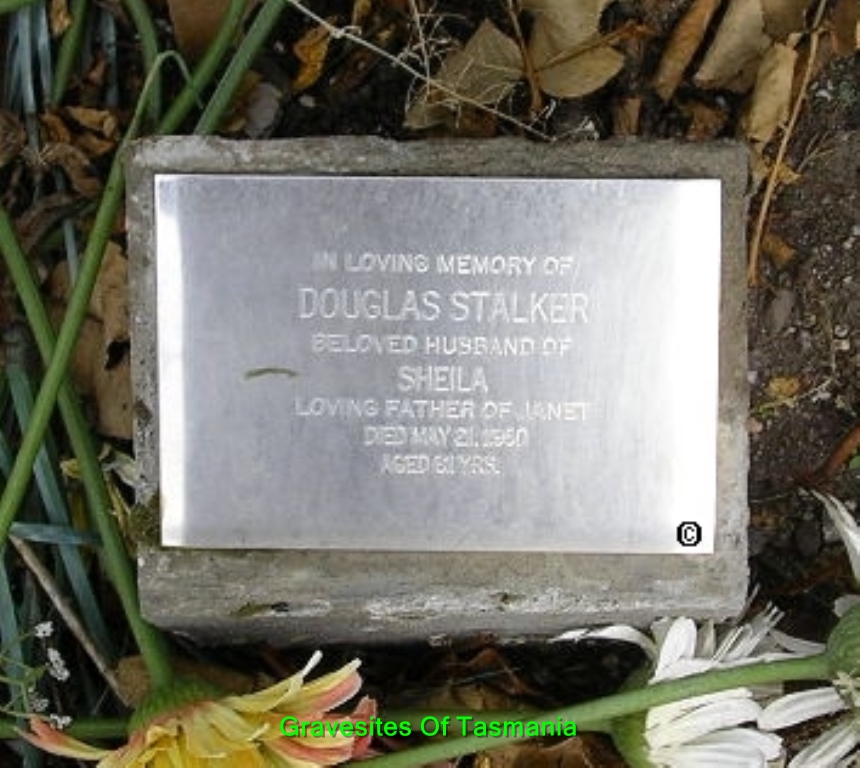 IN LOVING MEMORY OF
DOUGLAS STALKER
BELOVED HUSBAND OF
SHEILA
LOVING FATHER OF JANET
DIED MAY 21.
AGED YRS.
©
Gravesites Of Tasmania